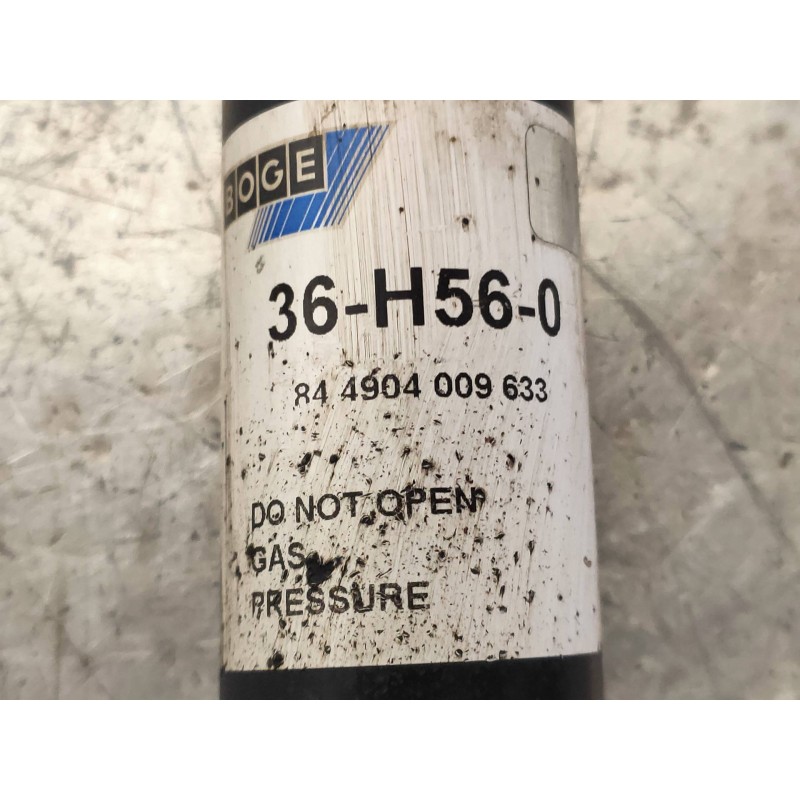 BOGE
36-H56-0
84 4904 009 633
DO NOT OPEN
GAS
PRESSURE